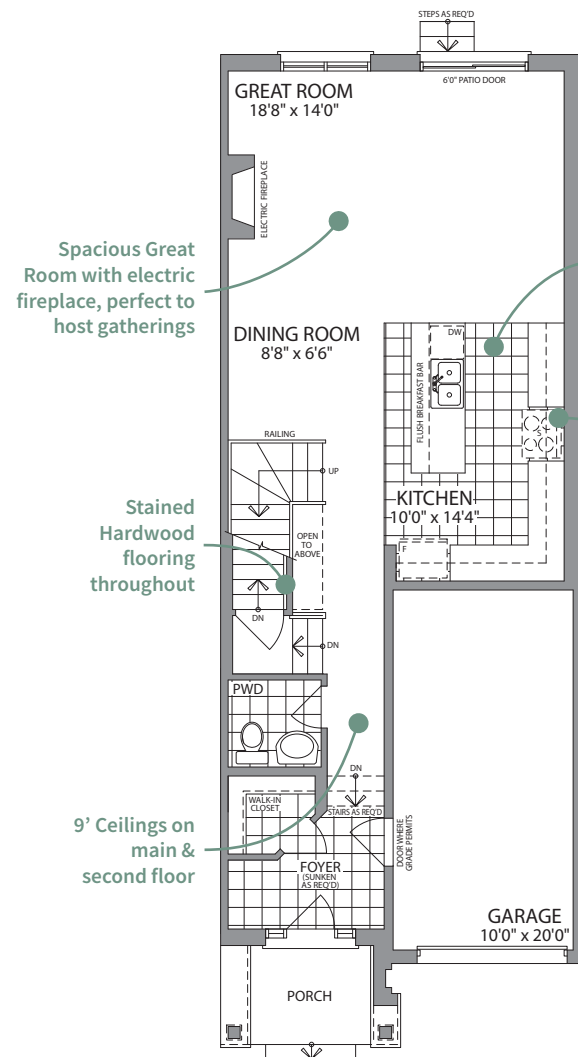 STEPS AS REQ'D
6'0" PATIO DOOR
GREAT ROOM
18'8" x 14'0"
ELECTRIC FIREPLACE
Spacious Great
Room with electric
fireplace, perfect to
host gatherings
DINING ROOM
8'8" x 6'6"
DW
FLUSH BREAKFAST BAR
S
RAILING
UP
KITCHEN
10'0" x 14'4"
Stained
Hardwood
flooring
throughout
OPEN
TO
ABOVE
F
DN
DN
PWD
DN
WALK-IN
CLOSET
STAIRS AS REQ'D
9’ Ceilings on
main &
second floor
DOOR WHERE
GRADE PERMITS
FOYER
(SUNKEN
AS REQ'D)
GARAGE
10'0" x 20'0"
PORCH